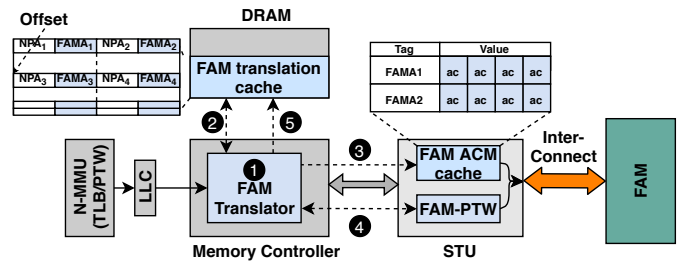 Offset
DRAM
NPA1 FAMA1 NPA2 FAMA2
NPA3 FAMA3 NPA4 FAMA4
FAM translation
cache
Tag Value
FAMA1 ac ac ac ac
FAMA2 ac ac ac ac
2 5
N-MMU
(TLB/PTW)
LLC
1
FAM
Translator
Memory Controller
3
4
FAM ACM
cache
FAM-PTW
STU
Inter-
Connect
FAM